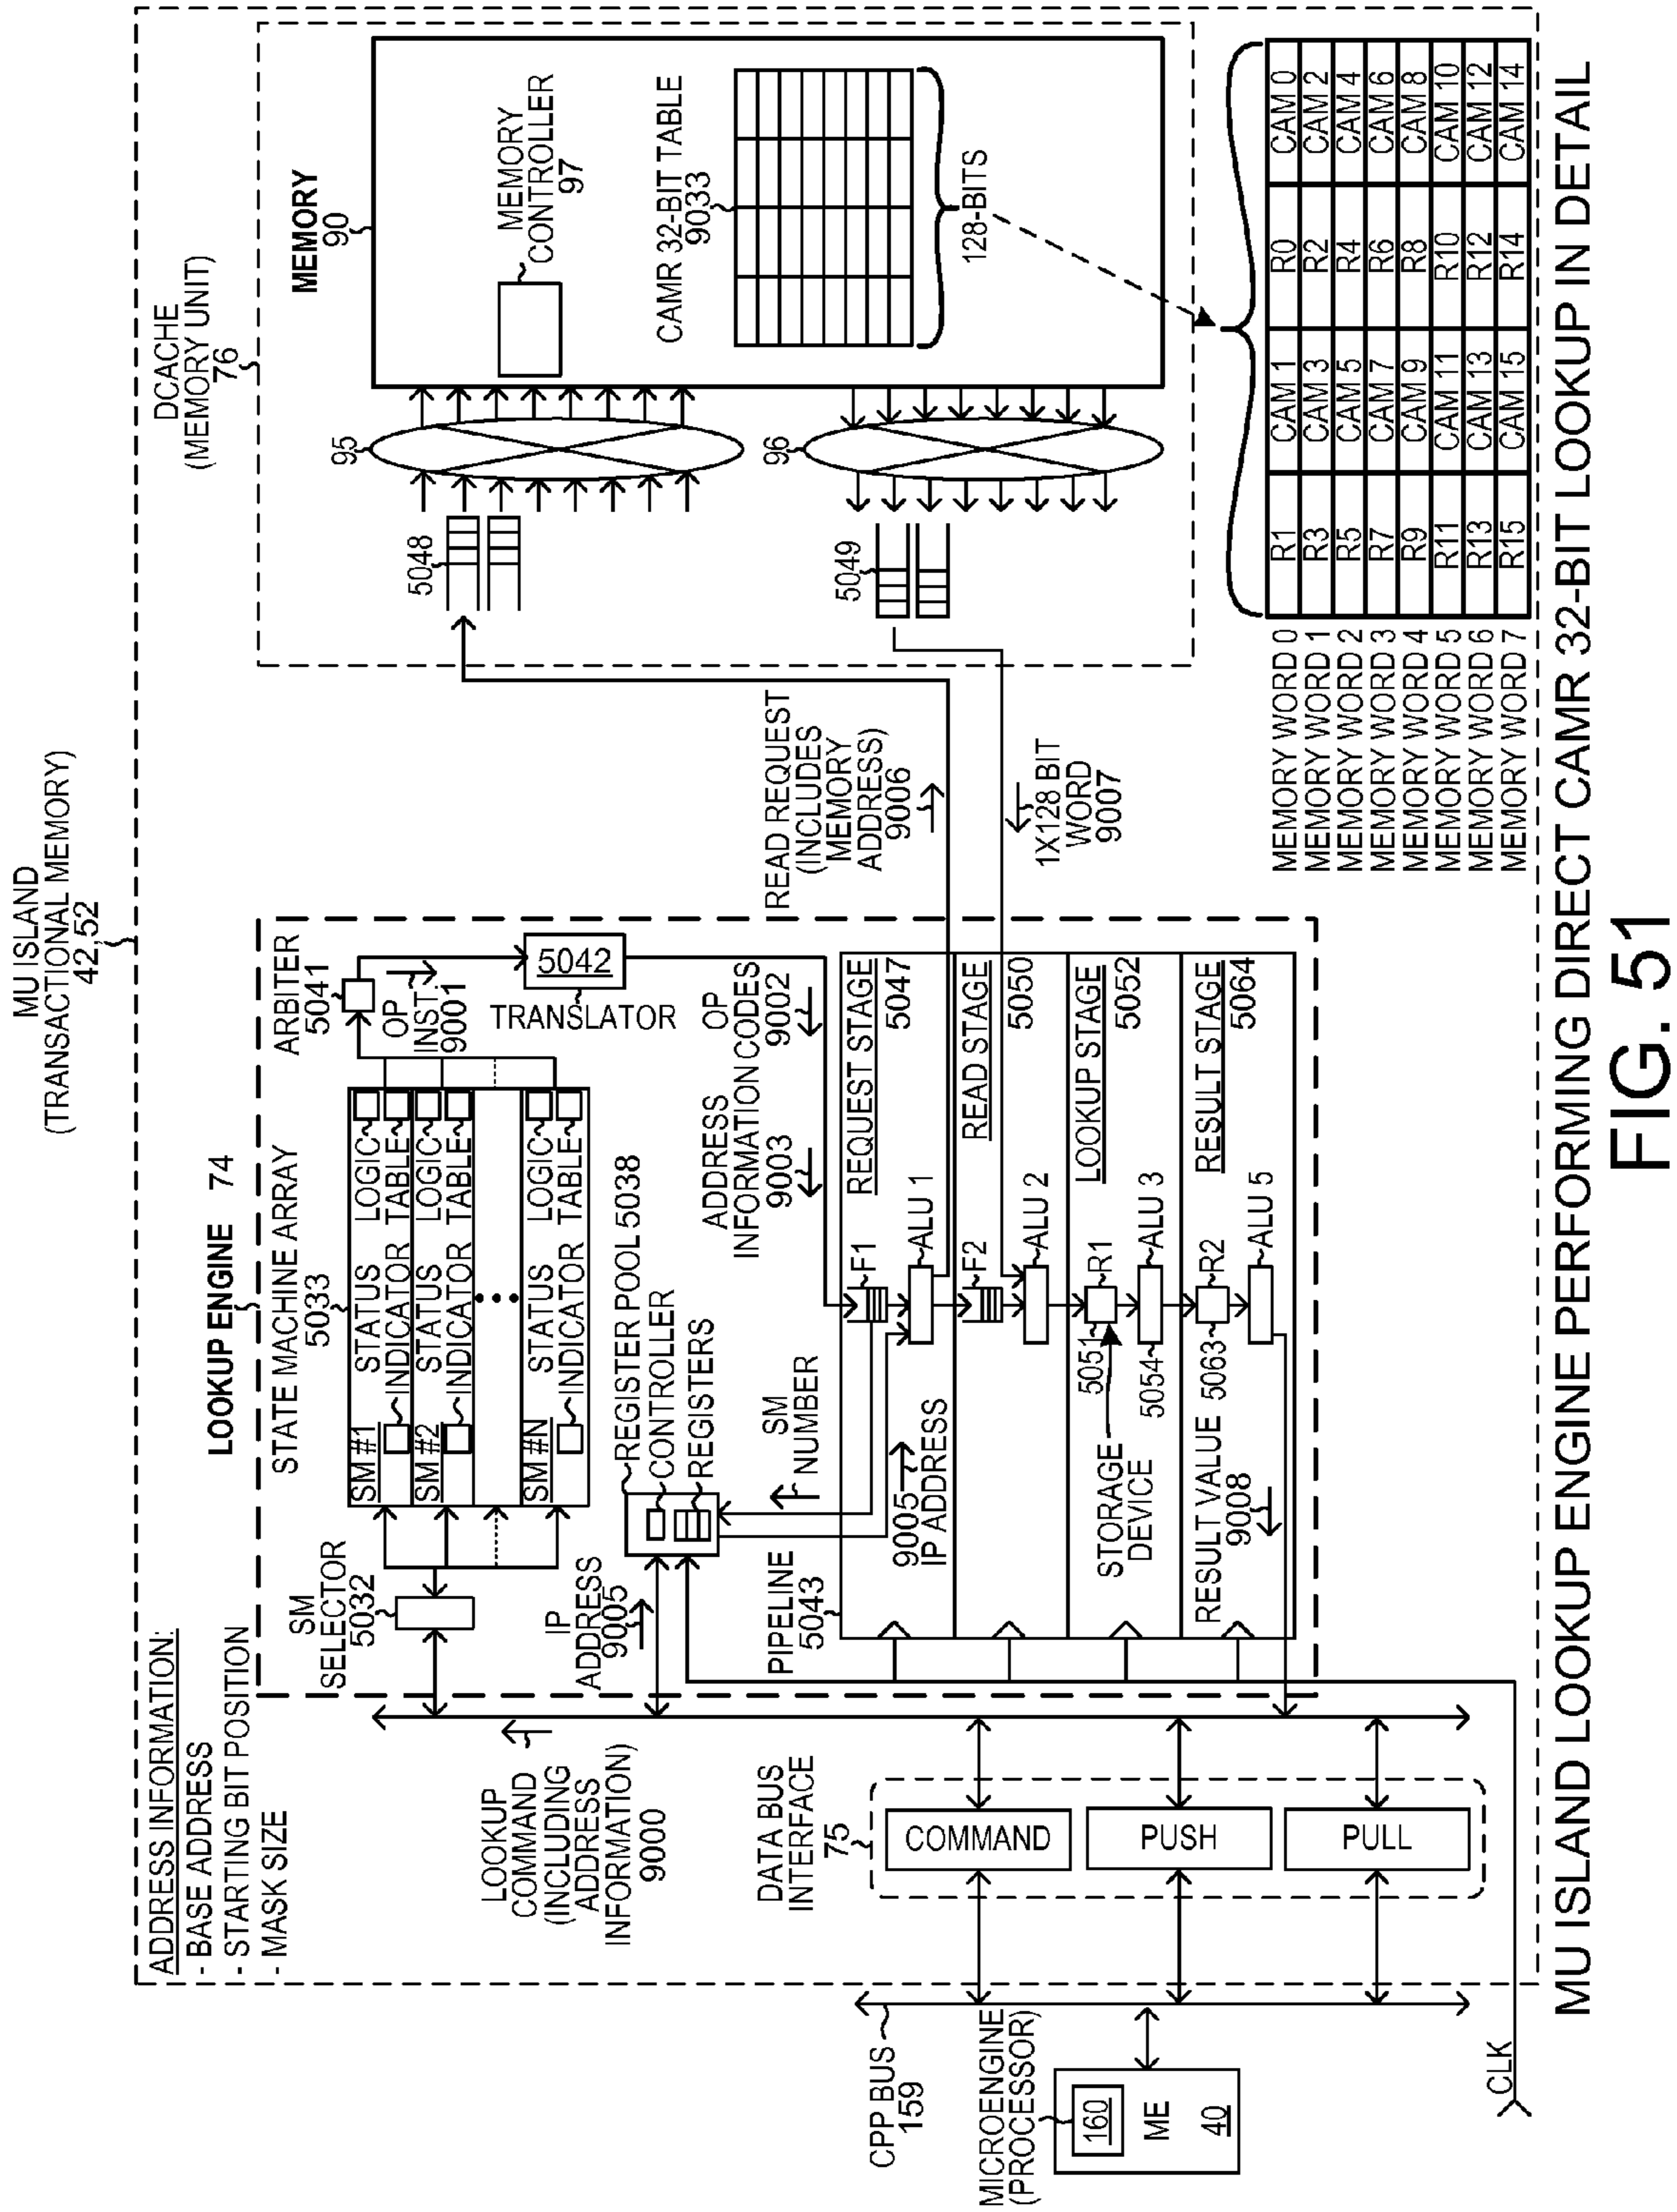 MU ISLAND
(TRANSACTIONAL MEMORY)
42,52
ADDRESS INFORMATION:
- BASE ADDRESS
- STARTING BIT POSITION
- MASK SIZE
LOOKUP ENGINE 74
STATE MACHINE ARRAY
5033
SM
SELECTOR
5032
SM #1
STATUS
INDICATOR
LOGIC
TABLE
SM #2
STATUS
INDICATOR
LOGIC
TABLE
SM #N
STATUS
INDICATOR
LOGIC
TABLE
ARBITER
5041
OP
INST.
9001
5042
TRANSLATOR
IP
ADDRESS
9005
REGISTER POOL 5038
CONTROLLER
REGISTERS
SM
NUMBER
ADDRESS
INFORMATION
9003
OP
CODES
9002
PIPELINE
5043
9005
IP ADDRESS
F1
ALU 1
REQUEST STAGE
5047
F2
ALU 2
READ STAGE
5050
STORAGE
DEVICE
5051
R1
5054
ALU 3
LOOKUP STAGE
5052
RESULT VALUE
9008
5063
R2
ALU 5
RESULT STAGE
5064
LOOKUP
COMMAND
(INCLUDING
ADDRESS
INFORMATION)
9000
DATA BUS
INTERFACE
75
COMMAND
PUSH
PULL
CPP BUS
159
MICROENGINE
(PROCESSOR)
160
ME
40
CLK
READ REQUEST
(INCLUDES
MEMORY
ADDRESS)
9006
1X128 BIT
WORD
9007
DCACHE
(MEMORY UNIT)
76
5048
95
5049
96
MEMORY
90
MEMORY
CONTROLLER
97
CAMR 32-BIT TABLE
9033
128-BITS
MEMORY WORD 0 R1 CAM 1 R0 CAM 0
MEMORY WORD 1 R3 CAM 3 R2 CAM 2
MEMORY WORD 2 R5 CAM 5 R4 CAM 4
MEMORY WORD 3 R7 CAM 7 R6 CAM 6
MEMORY WORD 4 R9 CAM 9 R8 CAM 8
MEMORY WORD 5 R11 CAM 11 R10 CAM 10
MEMORY WORD 6 R13 CAM 13 R12 CAM 12
MEMORY WORD 7 R15 CAM 15 R14 CAM 14
MU ISLAND LOOKUP ENGINE PERFORMING DIRECT CAMR 32-BIT LOOKUP IN DETAIL
FIG. 51